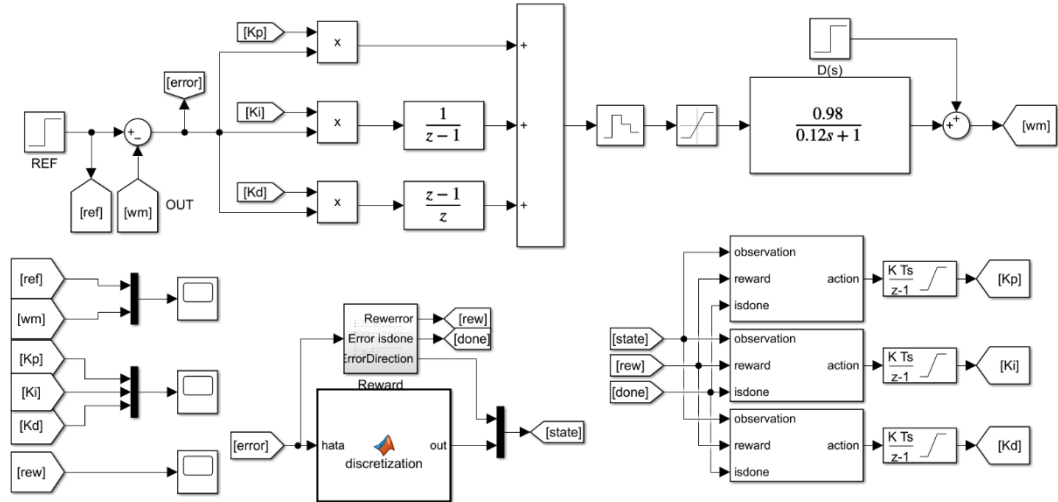 [Kp]
x
+
D(s)
[error]
[Ki]
x
1
z − 1
+
0.98
0.12s + 1
+
+
[wm]
REF
+
−
[ref]
[wm]
OUT
[Kd]
x
z − 1
z
+
[ref]
[wm]
[Kp]
[Ki]
[Kd]
[rew]
Rewerror
[rew]
Error
isdone
[done]
ErrorDirection
Reward
[error]
hata
out
discretization
[state]
[state]
[rew]
[done]
observation
reward
action
isdone
K Ts
z-1
[Kp]
observation
reward
action
isdone
K Ts
z-1
[Ki]
observation
reward
action
isdone
K Ts
z-1
[Kd]